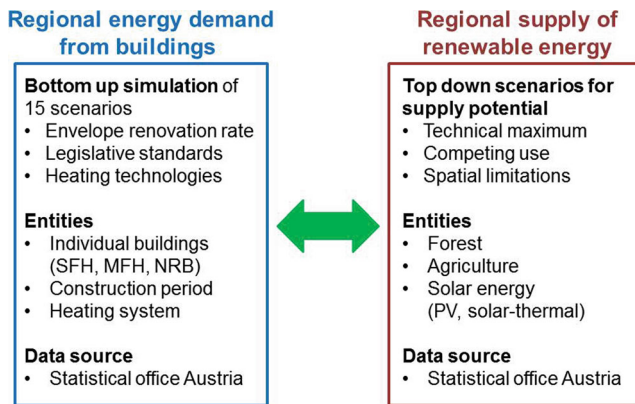 Regional energy demand
from buildings
Bottom up simulation of
15 scenarios
• Envelope renovation rate
• Legislative standards
• Heating technologies
Entities
• Individual buildings
(SFH, MFH, NRB)
• Construction period
• Heating system
Data source
• Statistical office Austria
Regional supply of
renewable energy
Top down scenarios for
supply potential
• Technical maximum
• Competing use
• Spatial limitations
Entities
• Forest
• Agriculture
• Solar energy
(PV, solar-thermal)
Data source
• Statistical office Austria